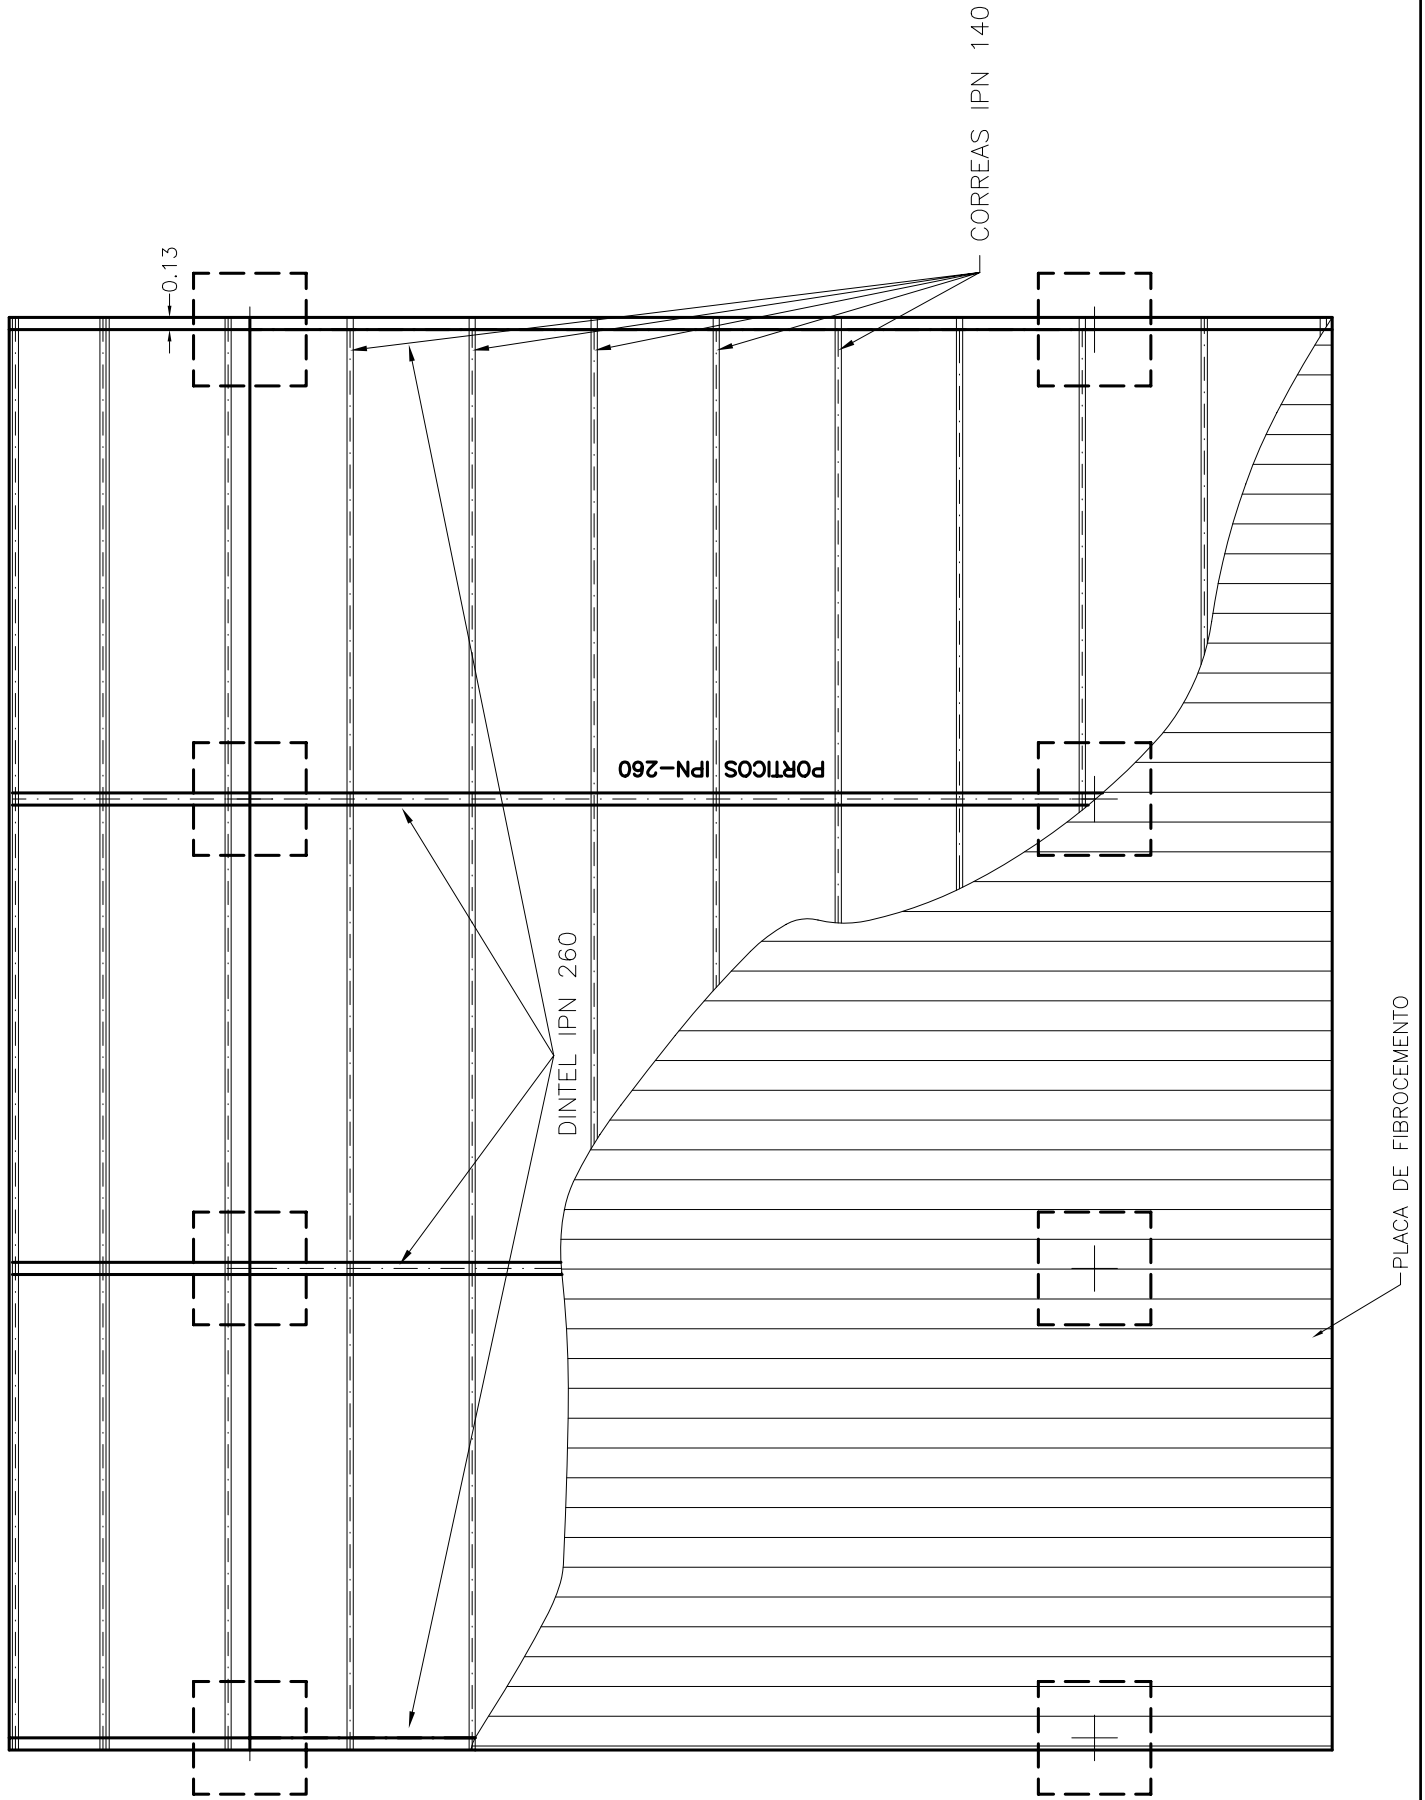 CORREAS IPN 140
0.13
PORTICOS IPN-260
DINTEL IPN 260
PLACA DE FIBROCEMENTO